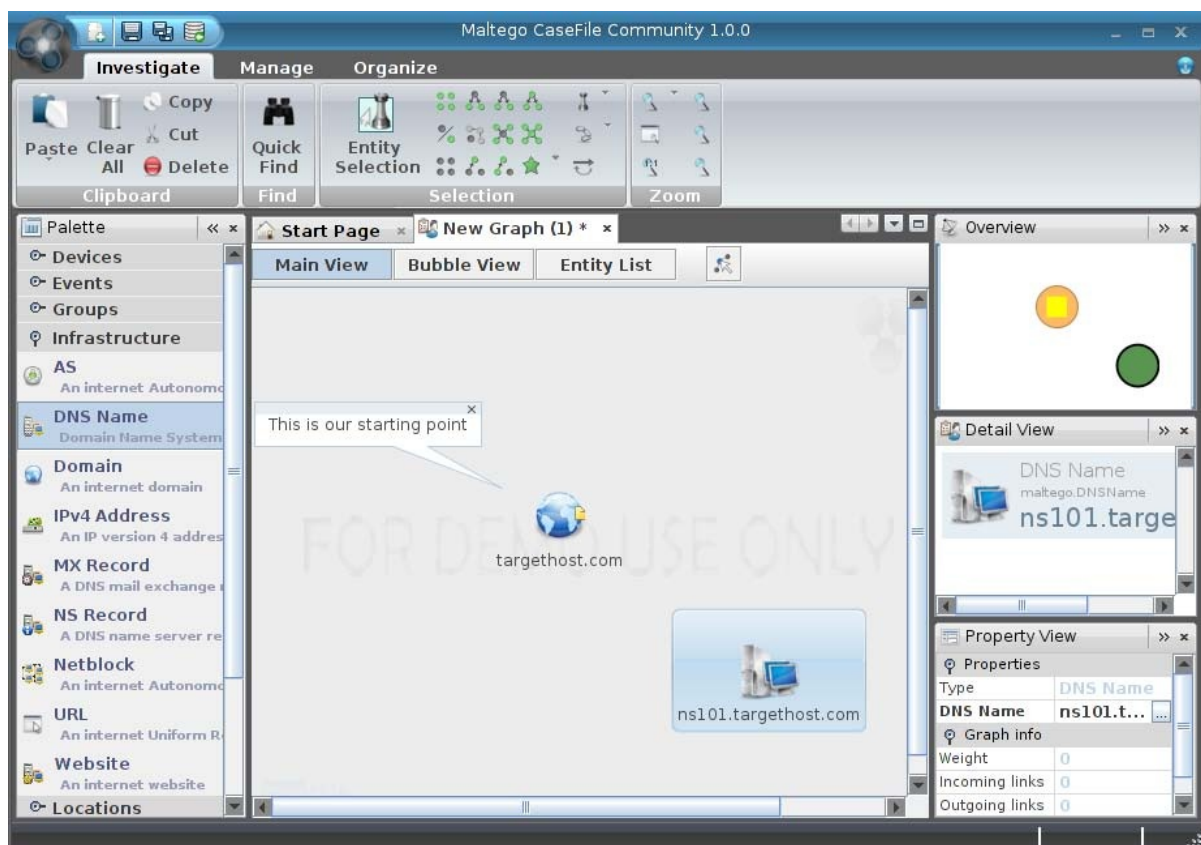 Maltego CaseFile Community 1.0.0
Investigate Manage Organize
Paste
Clear All
Copy
Cut
Delete
Clipboard
Quick Find
Find
Entity Selection
Selection
Zoom
Palette
Devices
Events
Groups
Infrastructure
AS
An internet Autonomo
DNS Name
Domain Name System
Domain
An internet domain
IPv4 Address
An IP version 4 addres
MX Record
A DNS mail exchange r
NS Record
A DNS name server re
Netblock
An internet Autonomo
URL
An internet Uniform R
Website
An internet website
Locations
Start Page
New Graph (1) *
Main View Bubble View Entity List
This is our starting point
FOR DEMO USE ONLY
targethost.com
ns101.targethost.com
Overview
Detail View
DNS Name
maltego.DNSName
ns101.targe
Property View
Properties
Type DNS Name
DNS Name ns101.t... ...
Graph info
Weight 0
Incoming links 0
Outgoing links 0